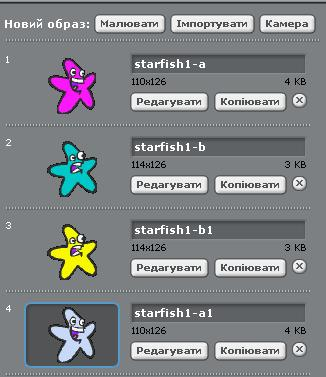 Новий образ: Малювати Імпортувати Камера
1
starfish1-a
110x126 4 KB
Редагувати Копіювати
2
starfish1-b
114x126 3 KB
Редагувати Копіювати
3
starfish1-b1
114x126 3 KB
Редагувати Копіювати
4
starfish1-a1
110x126 4 KB
Редагувати Копіювати